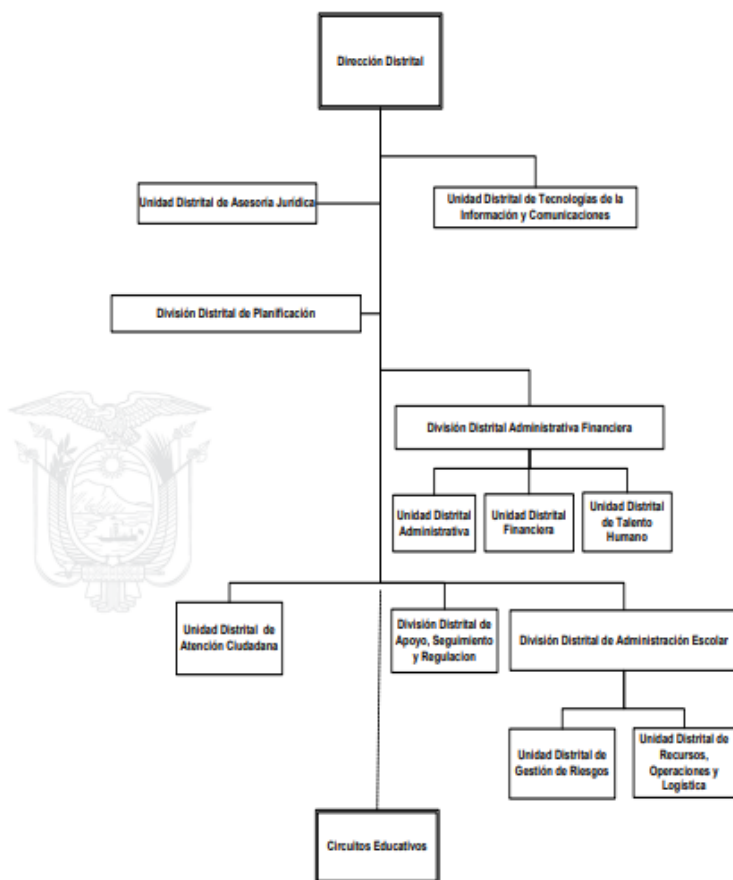 Dirección Distrital
Unidad Distrital de Asesoría Jurídica
Unidad Distrital de Tecnologías de la
Información y Comunicaciones
División Distrital de Planificación
División Distrital Administrativa Financiera
Unidad Distrital
Administrativa
Unidad Distrital
Financiera
Unidad Distrital
de Talento
Humano
Unidad Distrital de
Atención Ciudadana
División Distrital de
Apoyo, Seguimiento
y Regulacion
División Distrital de Administración Escolar
Unidad Distrital de
Gestión de Riesgos
Unidad Distrital de
Recursos,
Operaciones y
Logística
Circuitos Educativos